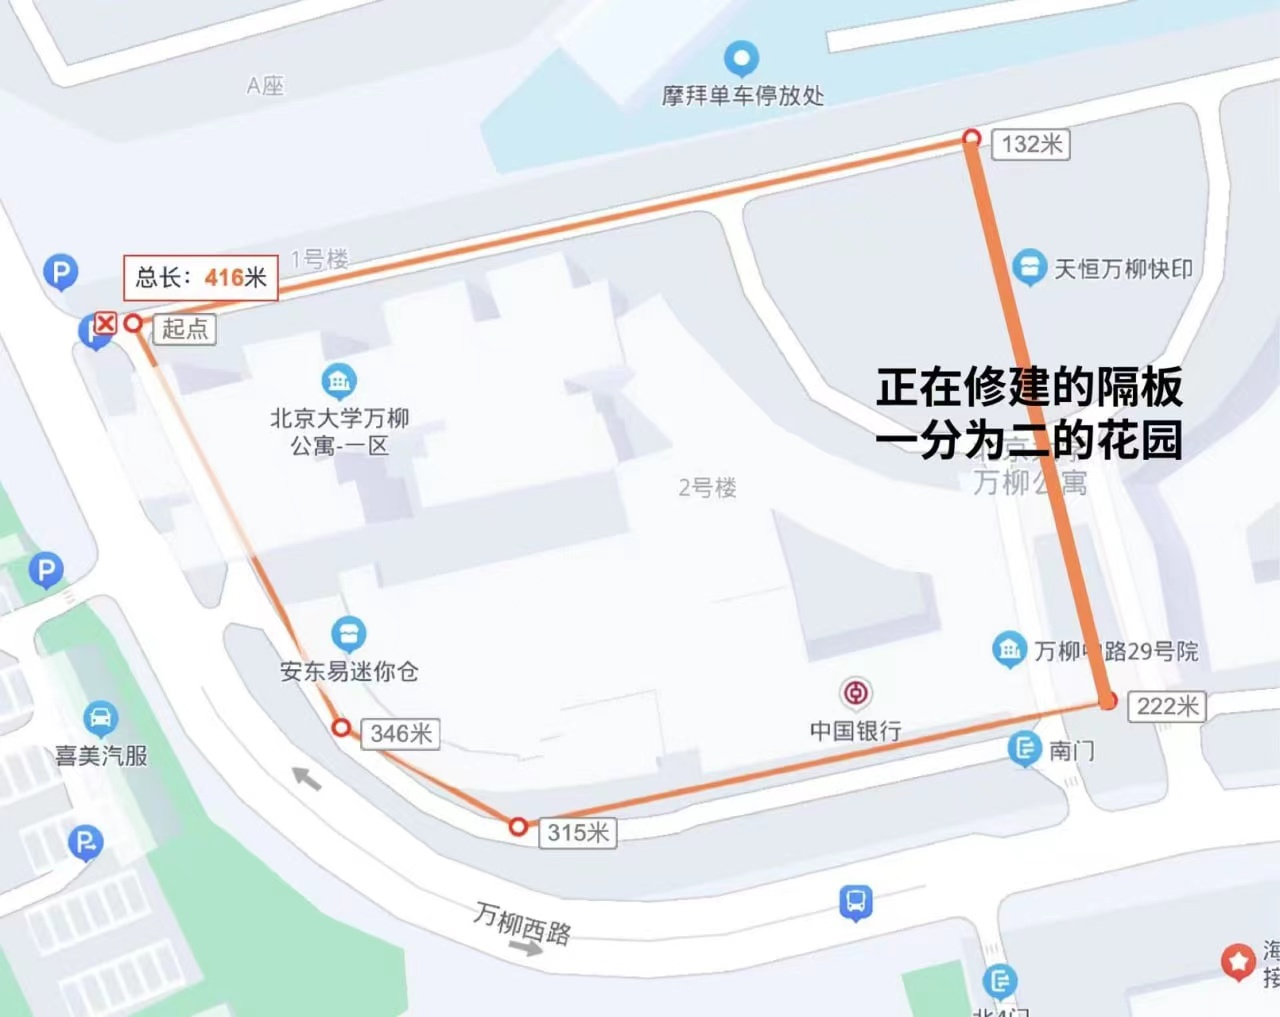 A座
摩拜单车停放处
132米
1号楼
总长：416米
起点
天恒万柳快印
北京大学万柳
公寓-一区
正在修建的隔板
一分为二的花园
万柳公寓
2号楼
安东易迷你仓
万柳中路29号院
中国银行
222米
346米
南门
喜美汽服
315米
万柳西路
P
P
P
P
海
接
北4门